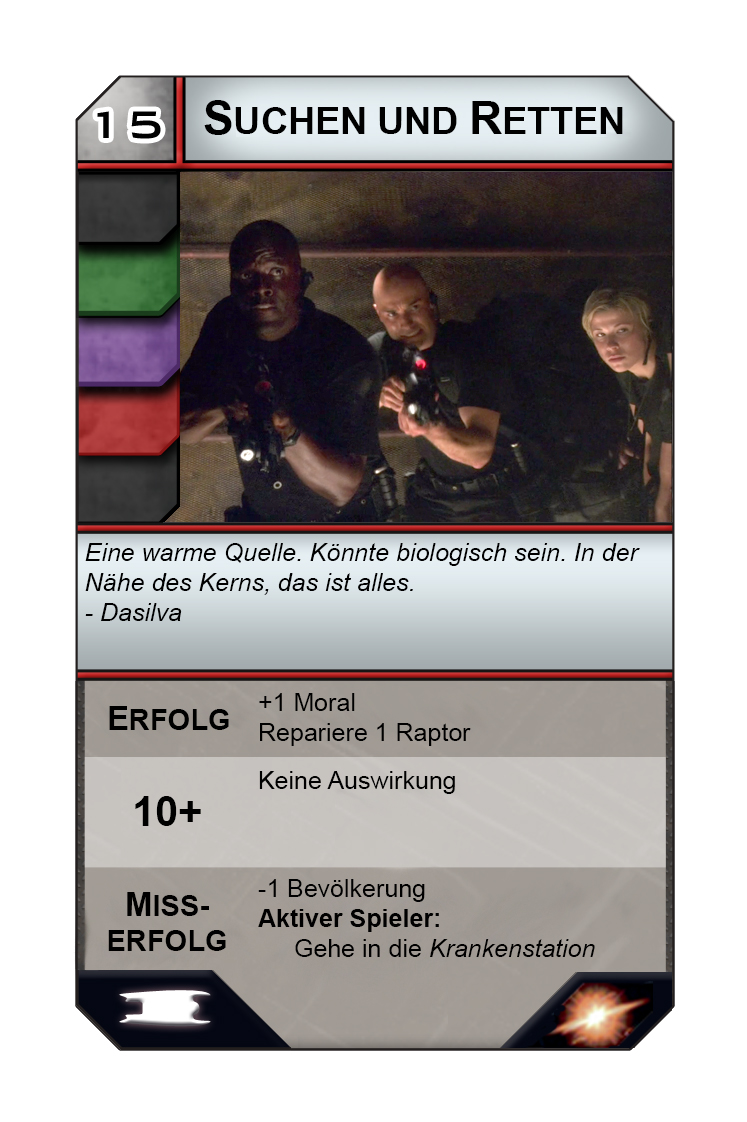 15
SUCHEN UND RETTEN
Eine warme Quelle. Könnte biologisch sein. In der
Nähe des Kerns, das ist alles.
- Dasilva
ERFOLG
+1 Moral
Repariere 1 Raptor
10+
Keine Auswirkung
MISS-
ERFOLG
-1 Bevölkerung
Aktiver Spieler:
Gehe in die Krankenstation